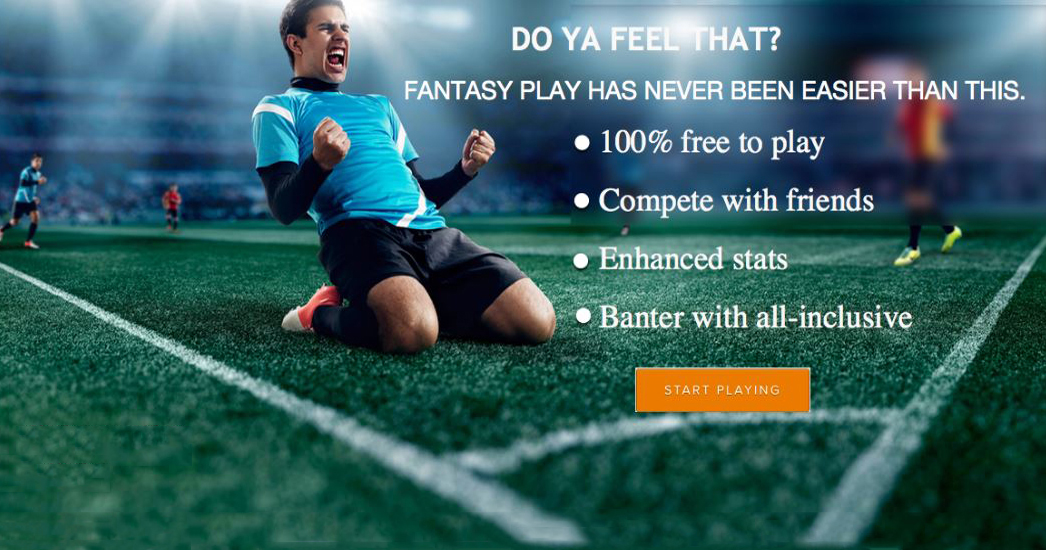 DO YA FEEL THAT?
FANTASY PLAY HAS NEVER BEEN EASIER THAN THIS.
● 100% free to play
● Compete with friends
● Enhanced stats
● Banter with all-inclusive
START PLAYING